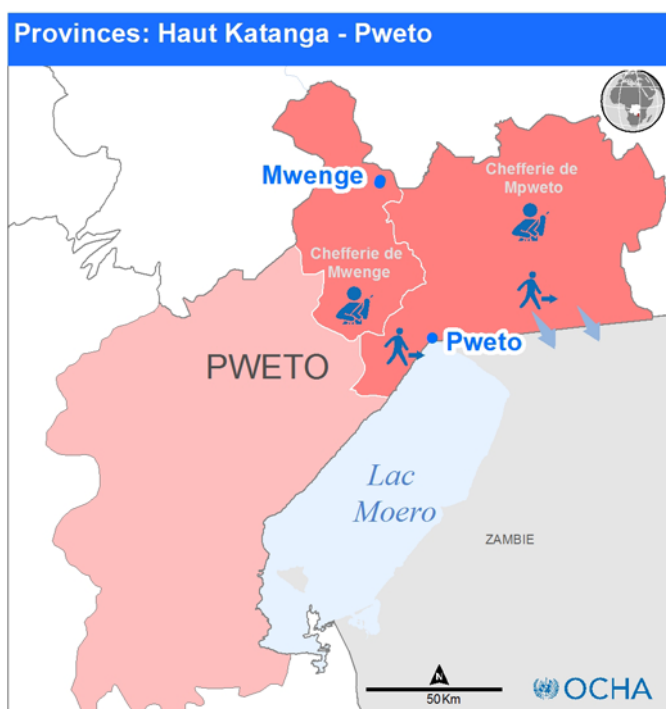 Provinces: Haut Katanga - Pweto
Mwenge
Chefferie de
Mpweto
Chefferie de
Mwenge
Pweto
PWETO
Lac
Moero
ZAMBIE
N
50Km
OCHA